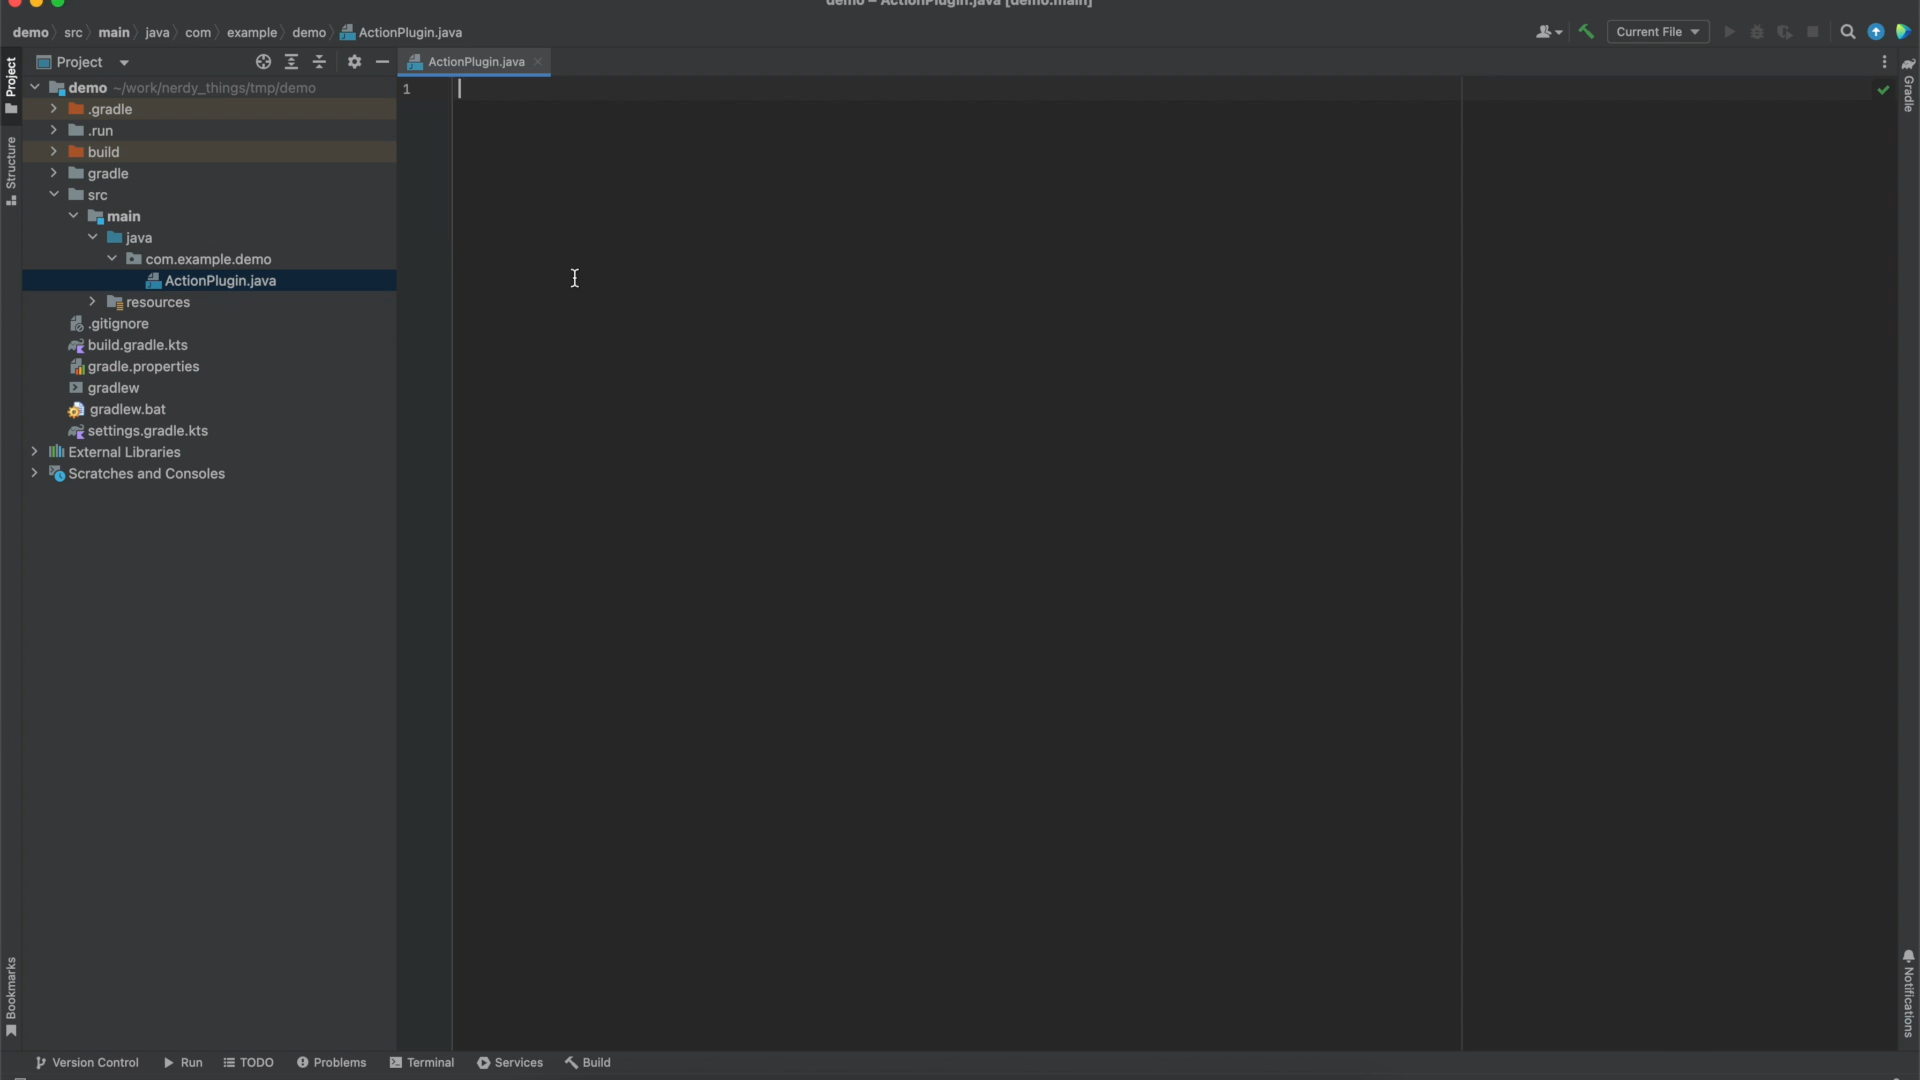 demo – ActionPlugin.java [demo.main]
demo src main java com example demo ActionPlugin.java
Current File
Project
Project
ActionPlugin.java
demo ~/work/nerdy_things/tmp/demo
1
.gradle
.run
build
gradle
src
main
java
com.example.demo
ActionPlugin.java
resources
.gitignore
build.gradle.kts
gradle.properties
gradlew
gradlew.bat
settings.gradle.kts
External Libraries
Scratches and Consoles
Structure
Bookmarks
Gradle
Notifications
Version Control Run TODO Problems Terminal Services Build